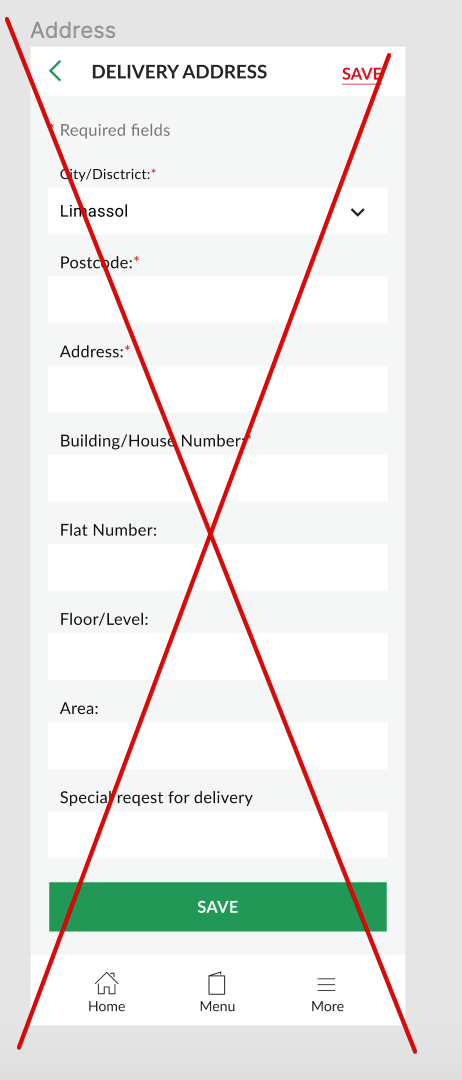 Address
DELIVERY ADDRESS SAVE
* Required fields
City/Disctrict:*
Limassol
Postcode:*
Address:*
Building/House Number:*
Flat Number:
Floor/Level:
Area:
Special reqest for delivery
SAVE
Home Menu More